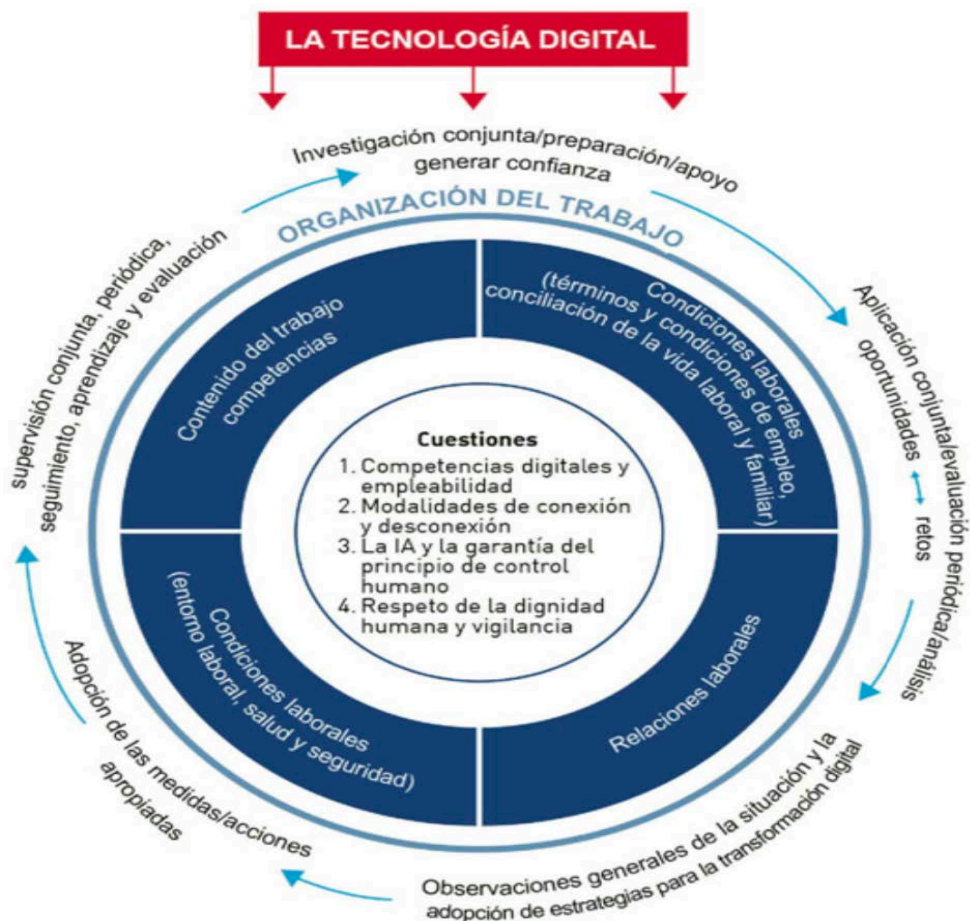 LA TECNOLOGÍA DIGITAL
Investigación conjunta/preparación/apoyo
generar confianza
ORGANIZACIÓN DEL TRABAJO
Aplicación conjunta/evaluación periódica/análisis
oportunidades
retos
Observaciones generales de la situación y la
adopción de estrategias para la transformación digital
Adopción de las medidas/acciones
apropiadas
supervisión conjunta, periódica,
seguimiento, aprendizaje y evaluación
Contenido del trabajo
competencias
Condiciones laborales
(términos y condiciones de empleo,
conciliación de la vida laboral y familiar)
Relaciones laborales
Condiciones laborales
(entorno laboral, salud y seguridad)
Cuestiones
1. Competencias digitales y
empleabilidad
2. Modalidades de conexión
y desconexión
3. La IA y la garantía del
principio de control
humano
4. Respeto de la dignidad
humana y vigilancia